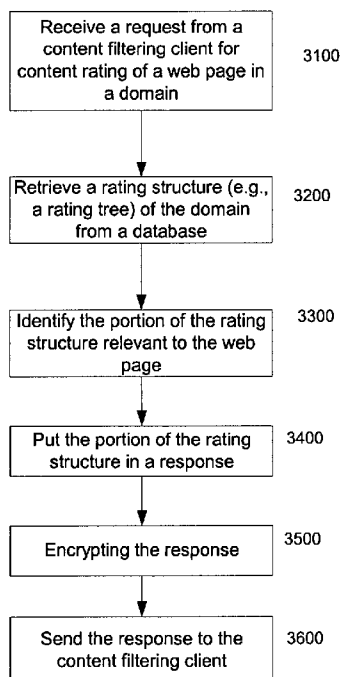 Receive a request from a
content filtering client for
content rating of a web page in
a domain
3100
Retrieve a rating structure (e.g.,
a rating tree) of the domain
from a database
3200
Identify the portion of the rating
structure relevant to the web
page
3300
Put the portion of the rating
structure in a response
3400
Encrypting the response
3500
Send the response to the
content filtering client
3600